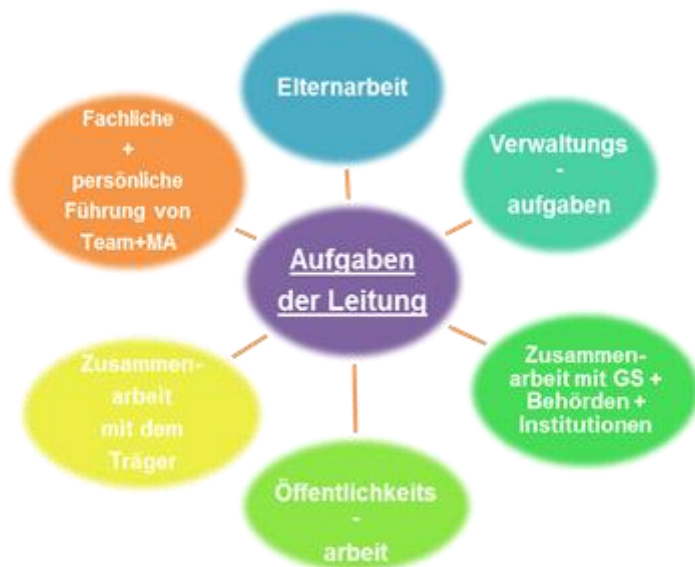 Elternarbeit
Verwaltungs
-
aufgaben
Zusammen-
arbeit mit GS +
Behörden +
Institutionen
Öffentlichkeits
-
arbeit
Zusammen-
arbeit
mit dem
Träger
Fachliche
+
persönliche
Führung von
Team+MA
Aufgaben
der Leitung